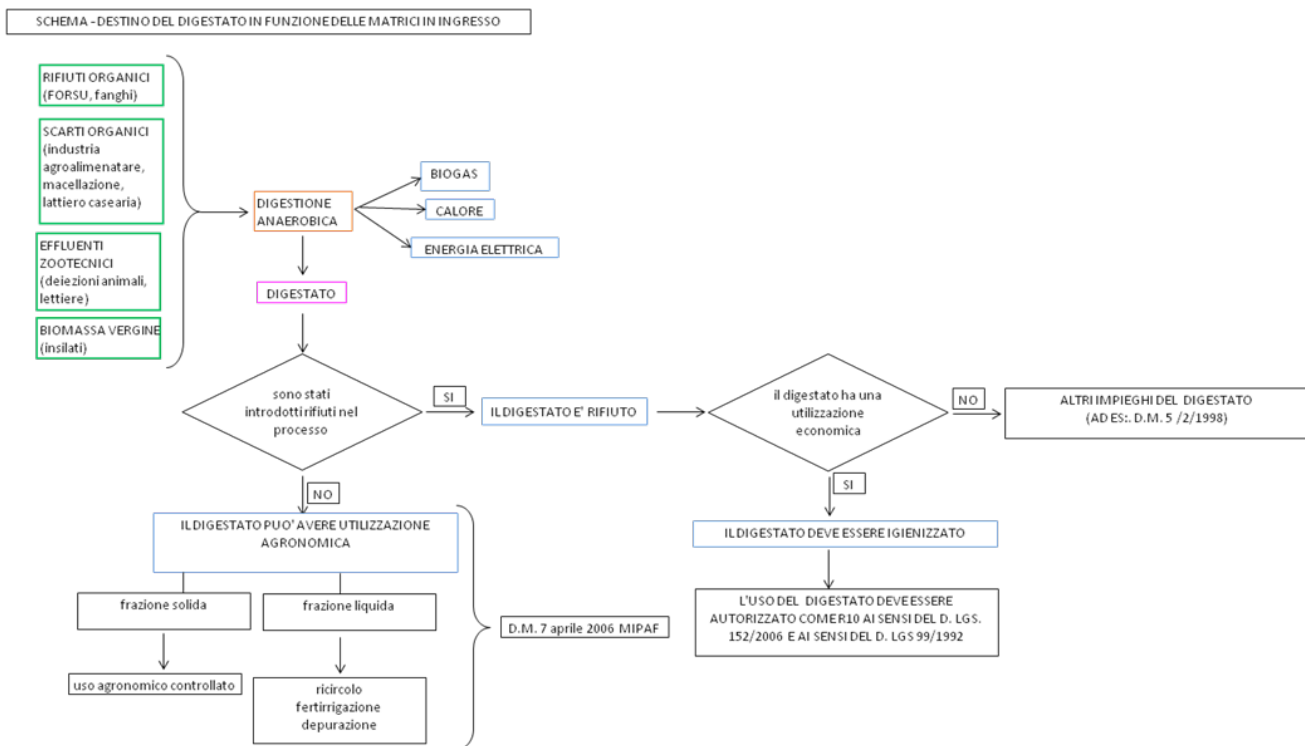 SCHEMA - DESTINO DEL DIGESTATO IN FUNZIONE DELLE MATRICI IN INGRESSO
RIFIUTI ORGANICI
(FORSU, fanghi)
SCARTI ORGANICI
(industria
agroalimentatare,
macellazione,
lattiero casearia)
EFFLUENTI
ZOOTECNICI
(deiezioni animali,
lettiere)
BIOMASSA VERGINE
(insilati)
DIGESTIONE
ANAEROBICA
BIOGAS
CALORE
ENERGIA ELETTRICA
DIGESTATO
sono stati
introdotti rifiuti nel
processo
SI
IL DIGESTATO E' RIFIUTO
il digestato ha una
utilizzazione
economica
NO
ALTRI IMPIEGHI DEL DIGESTATO
(AD ES:. D.M. 5 /2/1998)
NO
SI
IL DIGESTATO PUO' AVERE UTILIZZAZIONE
AGRONOMICA
IL DIGESTATO DEVE ESSERE IGIENIZZATO
frazione solida
frazione liquida
D.M. 7 aprile 2006 MIPAF
L'USO DEL DIGESTATO DEVE ESSERE
AUTORIZZATO COME R10 AI SENSI DEL D. LGS.
152/2006 E AI SENSI DEL D. LGS 99/1992
uso agronomico controllato
ricircolo
fertirrigazione
depurazione